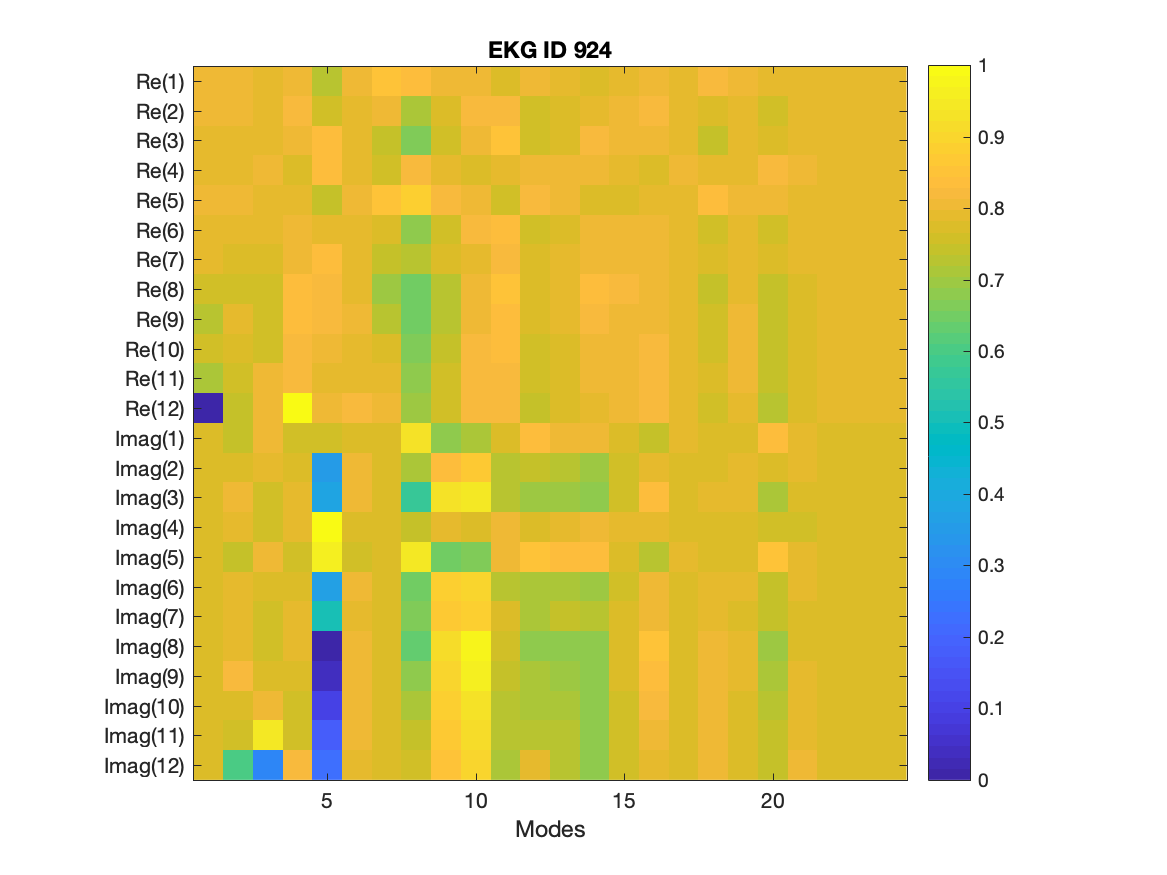 EKG ID 924
Re(1)
Re(2)
Re(3)
Re(4)
Re(5)
Re(6)
Re(7)
Re(8)
Re(9)
Re(10)
Re(11)
Re(12)
Imag(1)
Imag(2)
Imag(3)
Imag(4)
Imag(5)
Imag(6)
Imag(7)
Imag(8)
Imag(9)
Imag(10)
Imag(11)
Imag(12)
5 10 15 20
Modes
1
0.9
0.8
0.7
0.6
0.5
0.4
0.3
0.2
0.1
0